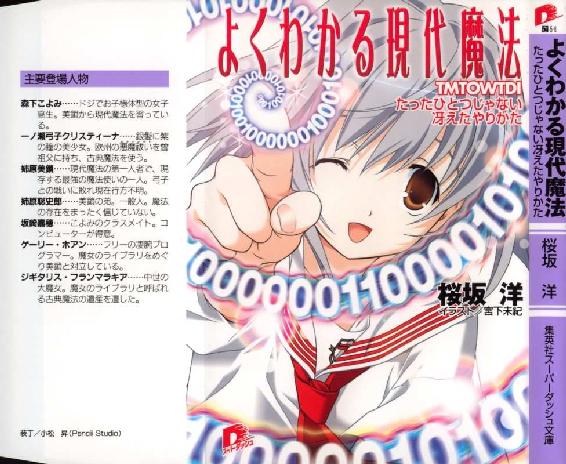 主要登場人物
森下こよみ……ドジでお子様体型の女子
高生。美鎖から現代魔法を習ってい
る。
一ノ瀬弓子クリスティーナ……銀髪に紫
の瞳の美少女。欧州の悪魔祓いを曾
祖父に持ち、古典魔法を使う。
姉原美鎖……現代魔法の第一人者で、現
存する最強の魔法使いの一人。弓子
との戦いに敗れ現在行方不明。
姉原聡史郎……美鎖の弟。一般人。魔法
の存在をまったく信じていない。
坂崎嘉穂……こよみのクラスメイト。コ
ンピューターが得意。
ゲーリー・ホアン……フリーの凄腕プロ
グラマー。魔女のライブラリをめぐ
り美鎖と対立している。
ジギタリス・フランマラキア……中世の
大魔女。魔女のライブラリと呼ばれ
る古典魔法の遺産を遺した。
装丁/小松 昇(Pencil Studio)
よくわかる現代魔法
TMTOWTDI
たったひとつじゃない
冴えたやりかた
桜坂 洋
イラスト/宮下未紀
スーパーダッシュ
よくわかる現代魔法
たったひとつじゃない冴えたやりかた
桜坂 洋
集英社スーパーダッシュ文庫